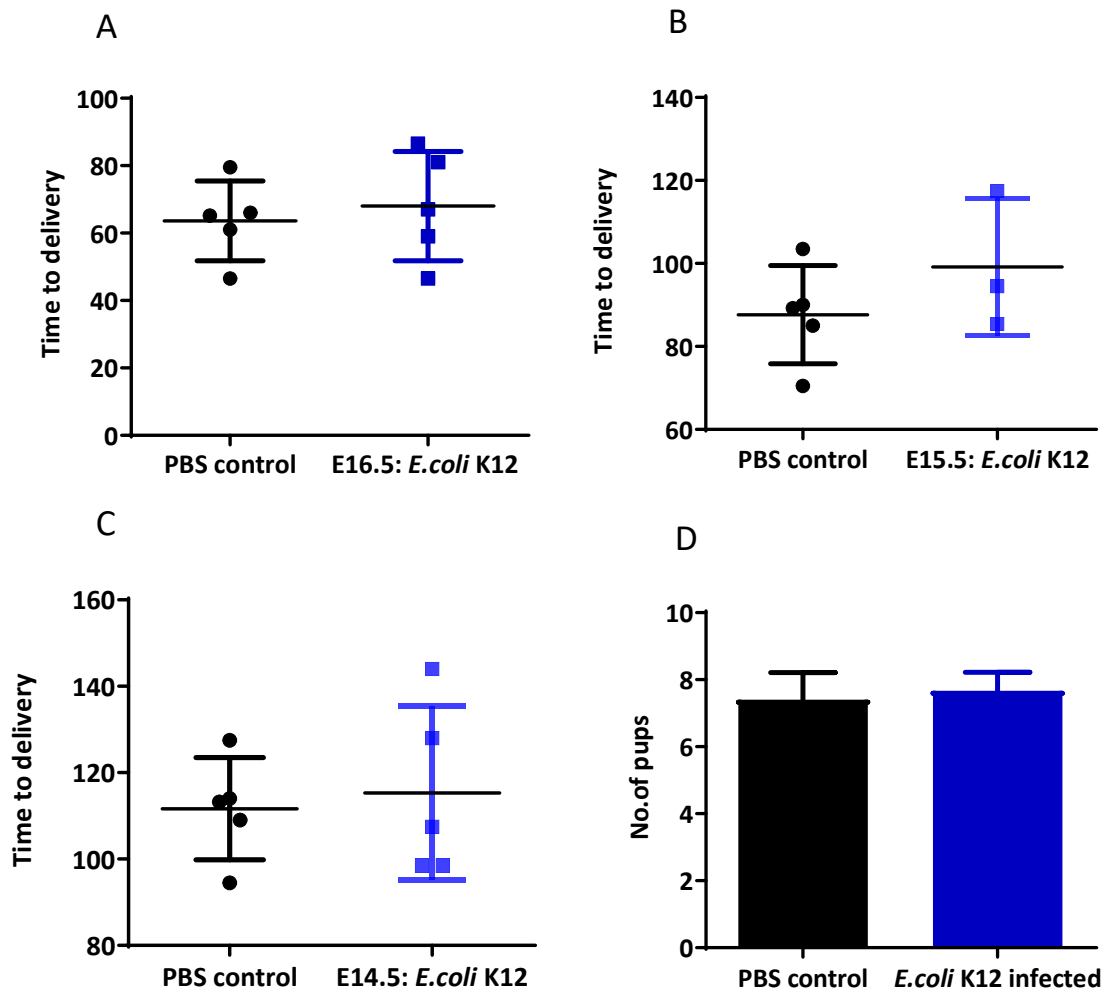 A
100
80
60
40
20
0
Time to delivery
PBS control
E16.5: E.coli K12
B
140
120
100
80
60
Time to delivery
PBS control
E15.5: E.coli K12
C
160
140
120
100
80
Time to delivery
PBS control
E14.5: E.coli K12
D
10
8
6
4
2
0
No.of pups
PBS control
E.coli K12 infected